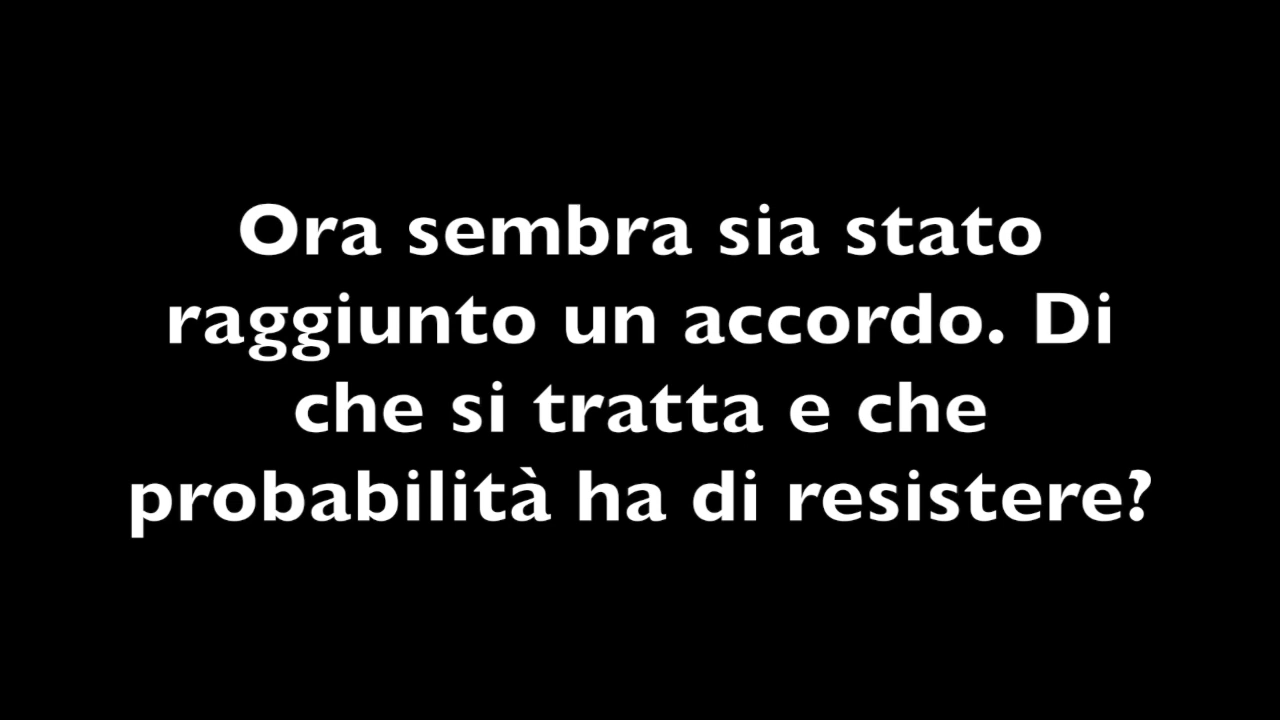 Ora sembra sia stato
raggiunto un accordo. Di
che si tratta e che
probabilità ha di resistere?